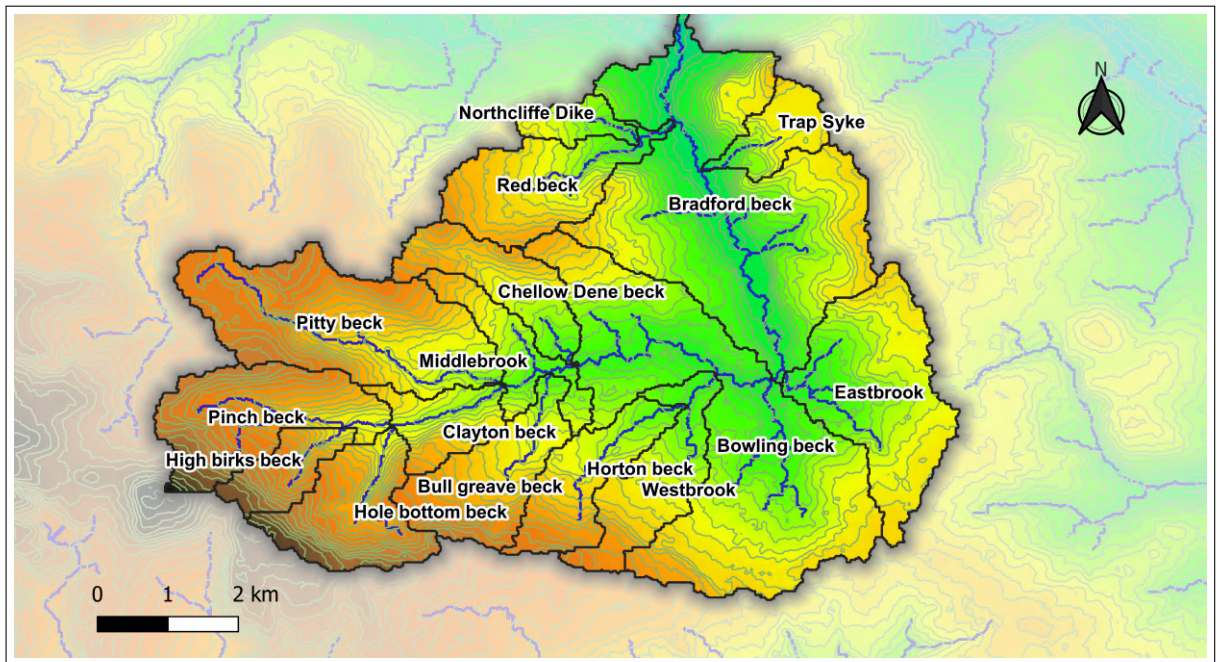 N
Northcliffe Dike
Trap Syke
Red beck
Bradford beck
Chellow Dene beck
Pitty beck
Middlebrook
Eastbrook
Pinch beck
Clayton beck
Bowling beck
High birks beck
Horton beck
Bull greave beck
Westbrook
Hole bottom beck
0 1 2 km